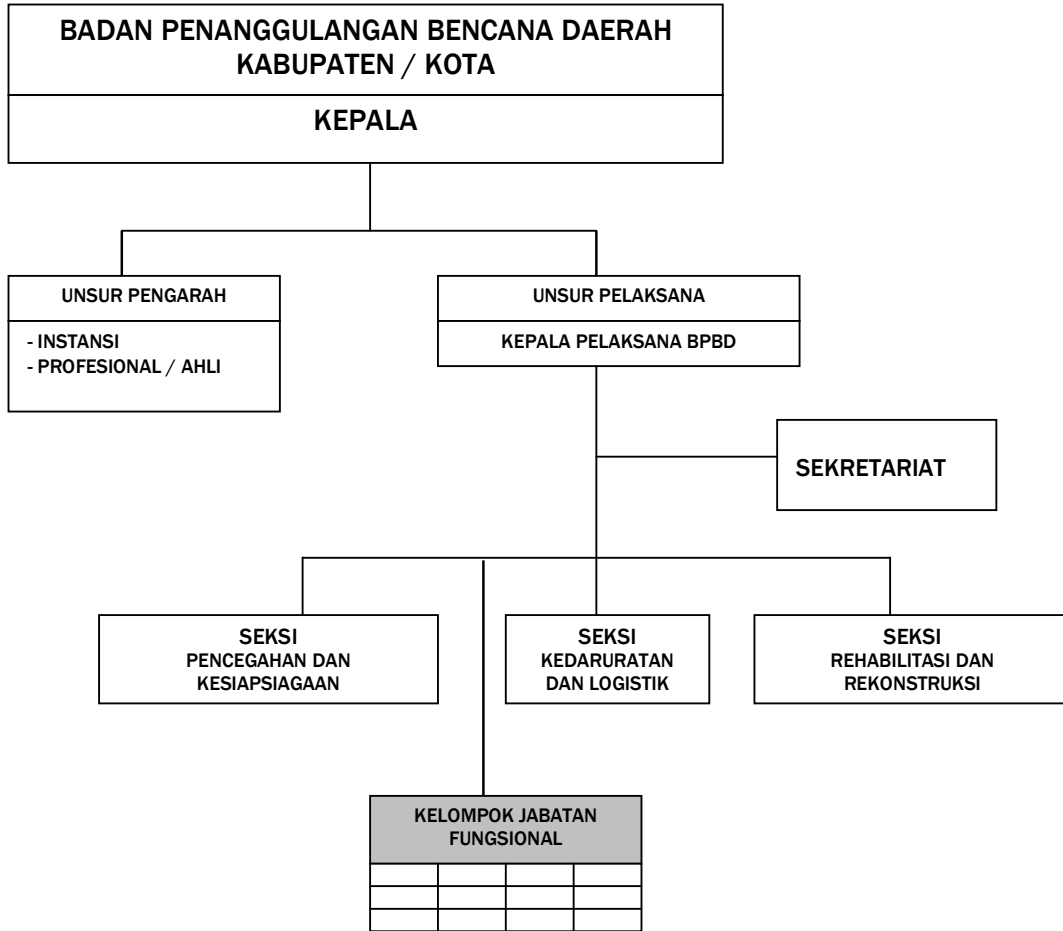 BADAN PENANGGULANGAN BENCANA DAERAH
KABUPATEN / KOTA
KEPALA
UNSUR PENGARAH
- INSTANSI
- PROFESIONAL / AHLI
UNSUR PELAKSANA
KEPALA PELAKSANA BPBD
SEKRETARIAT
SEKSI
PENCEGAHAN DAN
KESIAPSIAGAAN
SEKSI
KEDARURATAN
DAN LOGISTIK
SEKSI
REHABILITASI DAN
REKONSTRUKSI
KELOMPOK JABATAN
FUNGSIONAL